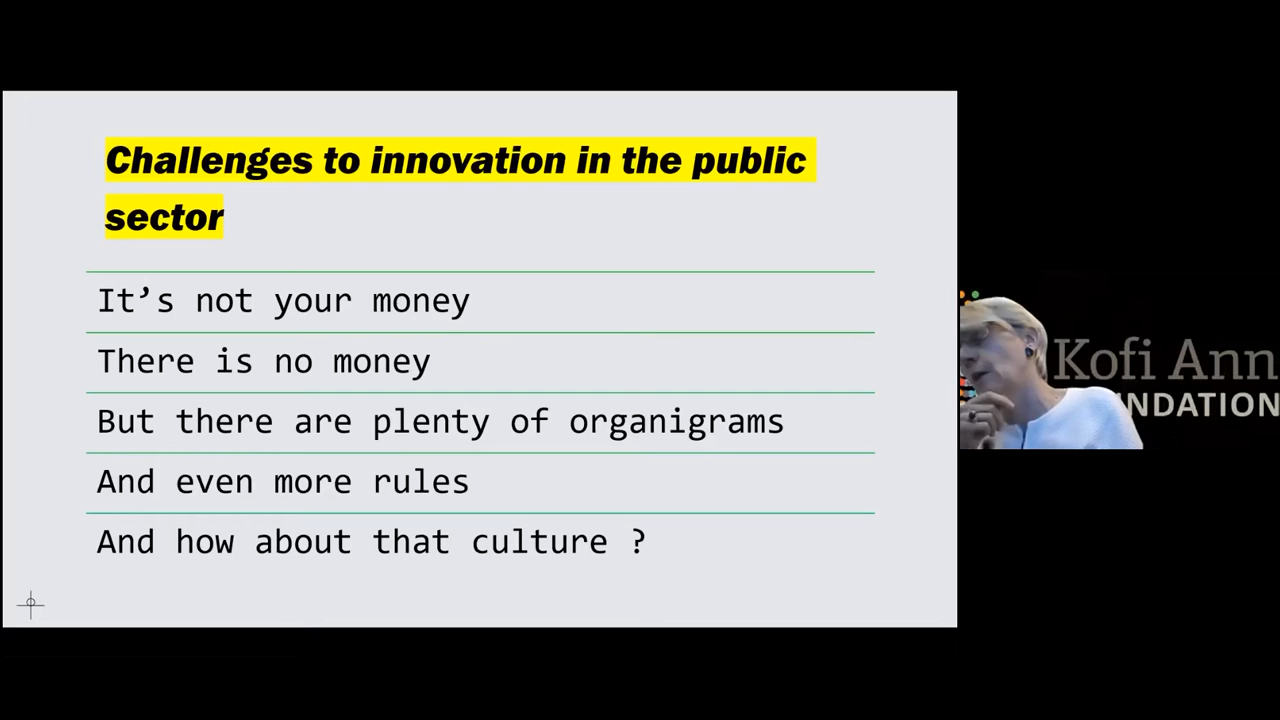 Challenges to innovation in the public
sector
It’s not your money
There is no money
But there are plenty of organigrams
And even more rules
And how about that culture ?
Kofi Ann
NDATION